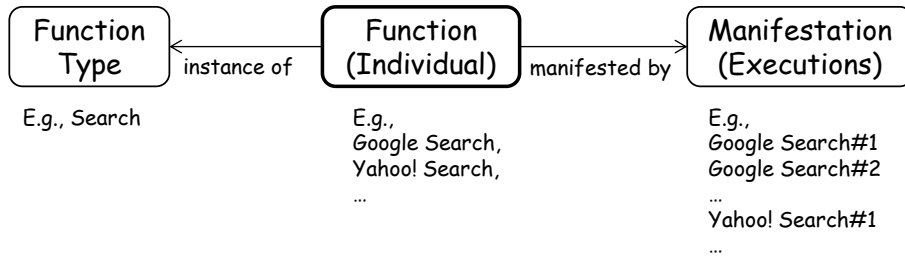 Function
Type
instance of
Function
(Individual)
manifested by
Manifestation
(Executions)
E.g., Search
E.g.,
Google Search,
Yahoo! Search,
…
E.g.,
Google Search#1
Google Search#2
…
Yahoo! Search#1
…